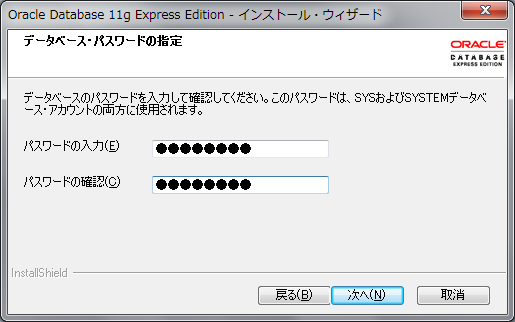 Oracle Database 11g Express Edition - インストール・ウィザード
データベース・パスワードの指定
ORACLE
DATABASE
EXPRESS EDITION
データベースのパスワードを入力して確認してください。このパスワードは、SYSおよびSYSTEMデータベ
ース・アカウントの両方に使用されます。
パスワードの入力(E)
●●●●●●●●
パスワードの確認(C)
●●●●●●●●
InstallShield
戻る(B)
次へ(N)
取消